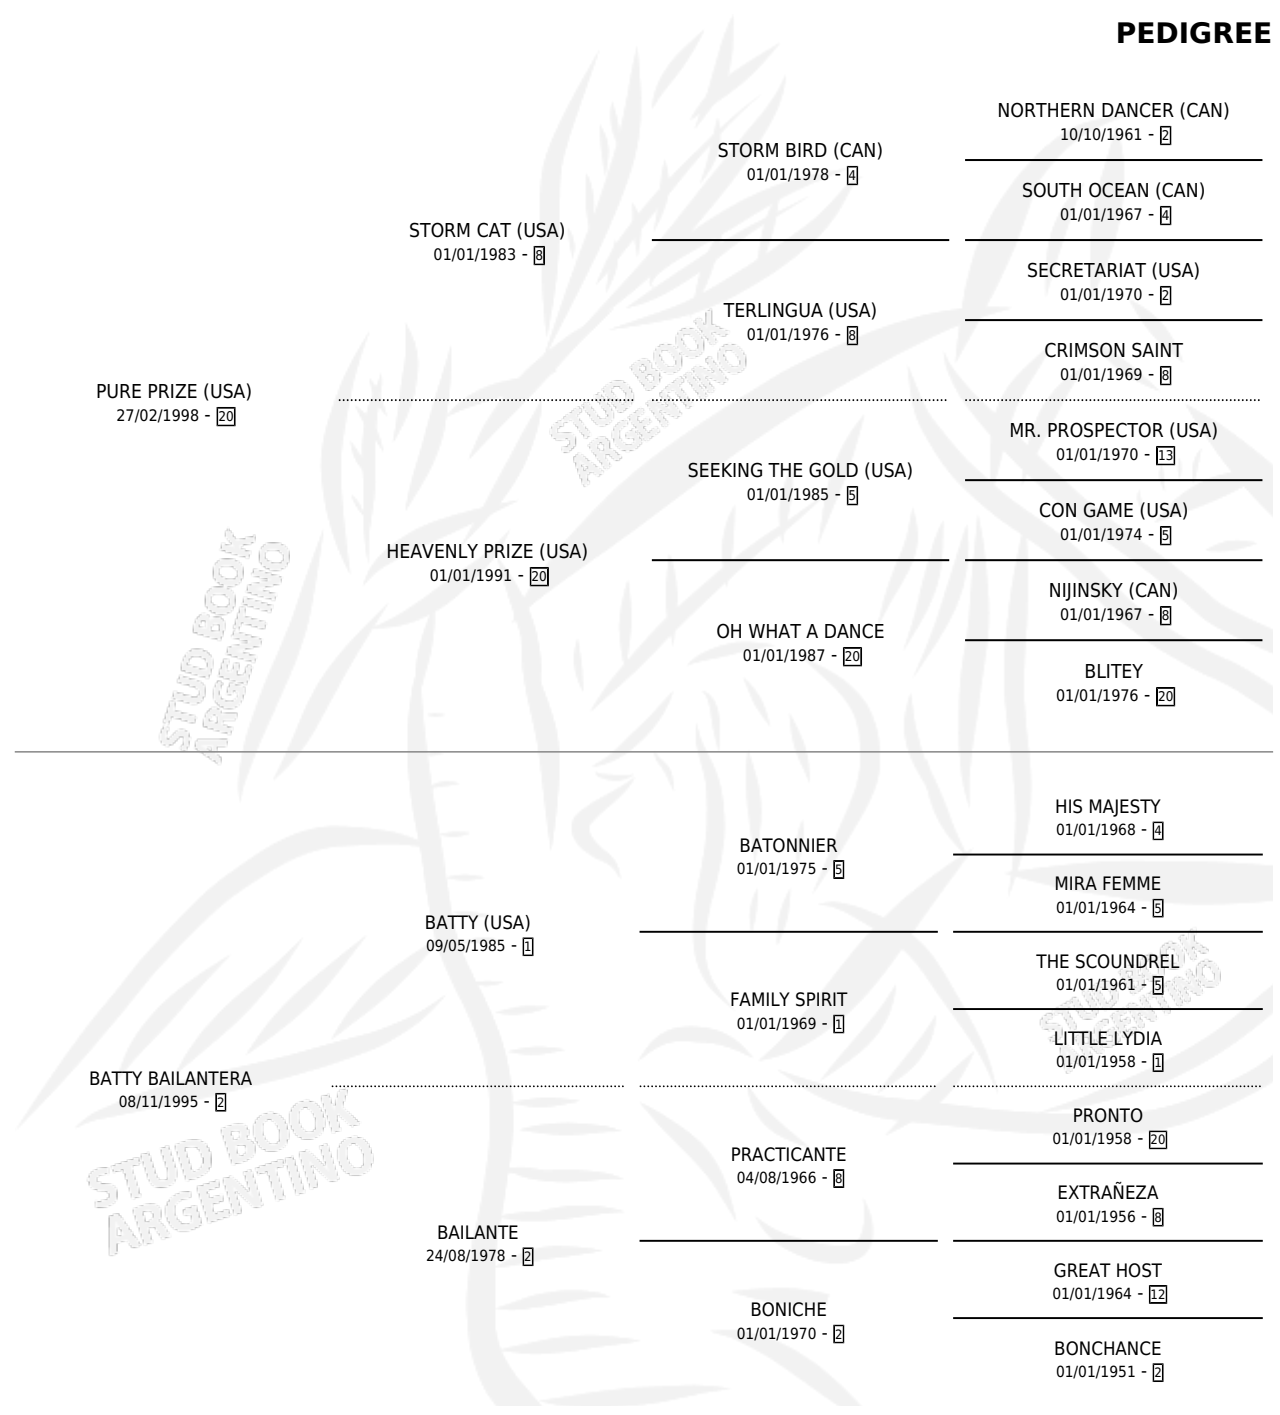 PEDIGREE
NORTHERN DANCER (CAN)
10/10/1961 - 2
STORM BIRD (CAN)
01/01/1978 - 4
SOUTH OCEAN (CAN)
01/01/1967 - 4
STORM CAT (USA)
01/01/1983 - 8
SECRETARIAT (USA)
01/01/1970 - 2
TERLINGUA (USA)
01/01/1976 - 8
CRIMSON SAINT
01/01/1969 - 8
PURE PRIZE (USA)
27/02/1998 - 20
MR. PROSPECTOR (USA)
01/01/1970 - 13
SEEKING THE GOLD (USA)
01/01/1985 - 5
CON GAME (USA)
01/01/1974 - 5
HEAVENLY PRIZE (USA)
01/01/1991 - 20
NIJINSKY (CAN)
01/01/1967 - 8
OH WHAT A DANCE
01/01/1987 - 20
BLITEY
01/01/1976 - 20
HIS MAJESTY
01/01/1968 - 4
BATONNIER
01/01/1975 - 5
MIRA FEMME
01/01/1964 - 5
BATTY (USA)
09/05/1985 - 1
THE SCOUNDREL
01/01/1961 - 5
FAMILY SPIRIT
01/01/1969 - 1
LITTLE LYDIA
01/01/1958 - 1
BATTY BAILANTERA
08/11/1995 - 2
PRONTO
01/01/1958 - 20
PRACTICANTE
04/08/1966 - 8
EXTRAÑEZA
01/01/1956 - 8
BAILANTE
24/08/1978 - 2
GREAT HOST
01/01/1964 - 12
BONICHE
01/01/1970 - 2
BONCHANCE
01/01/1951 - 2
STUD BOOK
ARGENTINO
STUD BOOK
ARGENTINO
STUD BOOK
ARGENTINO
STUD BOOK
ARGENTINO